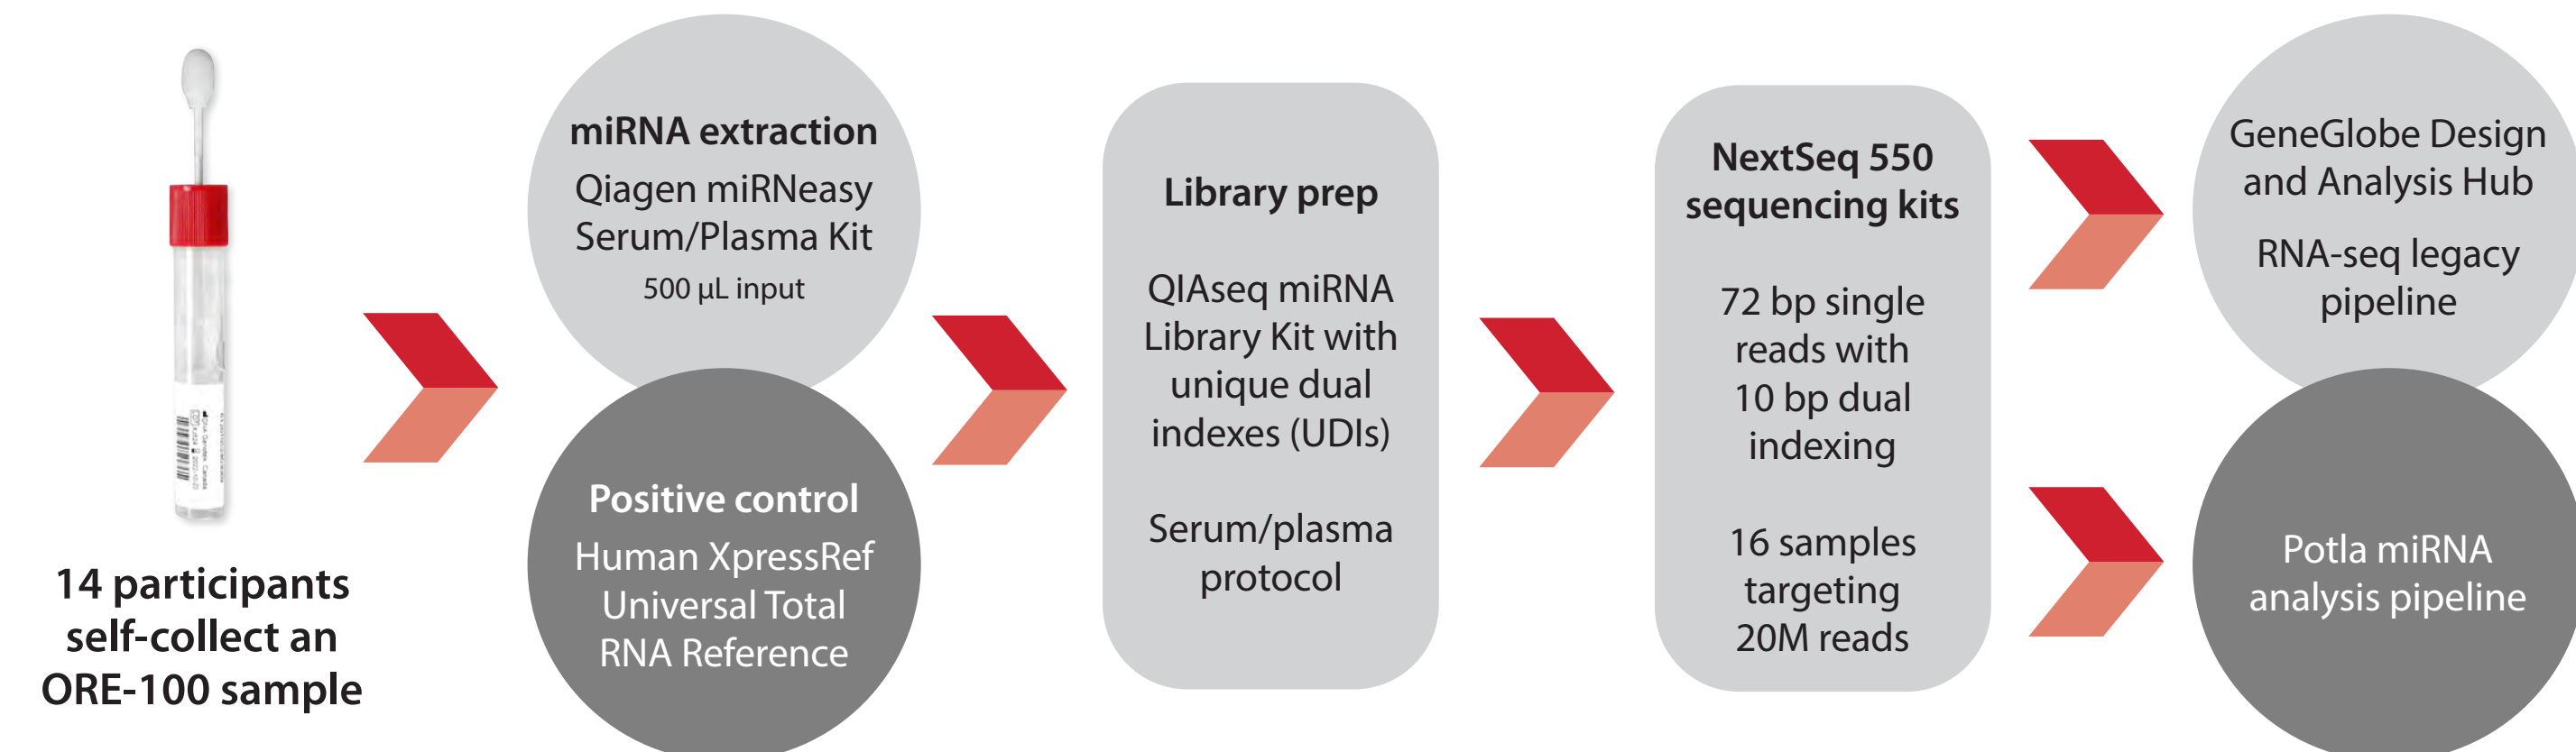 14 participants
self-collect an
ORE-100 sample
miRNA extraction
Qiagen miRNeasy
Serum/Plasma Kit
500 µL input
Positive control
Human XpressRef
Universal Total
RNA Reference
Library prep
QIAseq miRNA
Library Kit with
unique dual
indexes (UDIs)
Serum/plasma
protocol
NextSeq 550
sequencing kits
72 bp single
reads with
10 bp dual
indexing
16 samples
targeting
20M reads
GeneGlobe Design
and Analysis Hub
RNA-seq legacy
pipeline
Potla miRNA
analysis pipeline